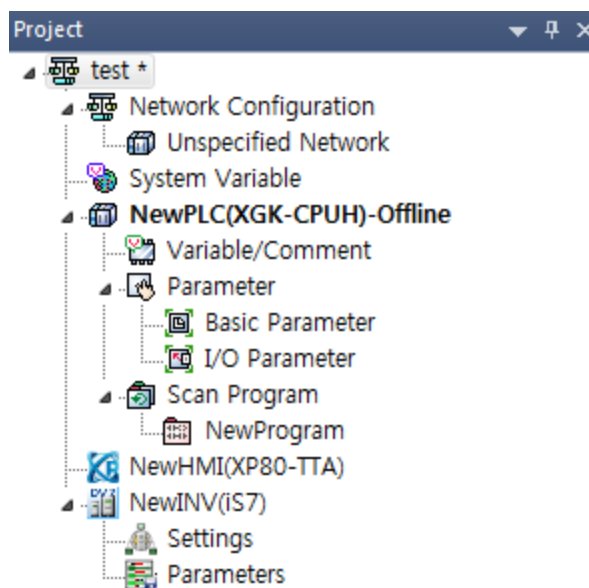 Project
test *
Network Configuration
Unspecified Network
System Variable
NewPLC(XGK-CPUH)-Offline
Variable/Comment
Parameter
Basic Parameter
I/O Parameter
Scan Program
NewProgram
NewHMI(XP80-TTA)
NewINV(iS7)
Settings
Parameters